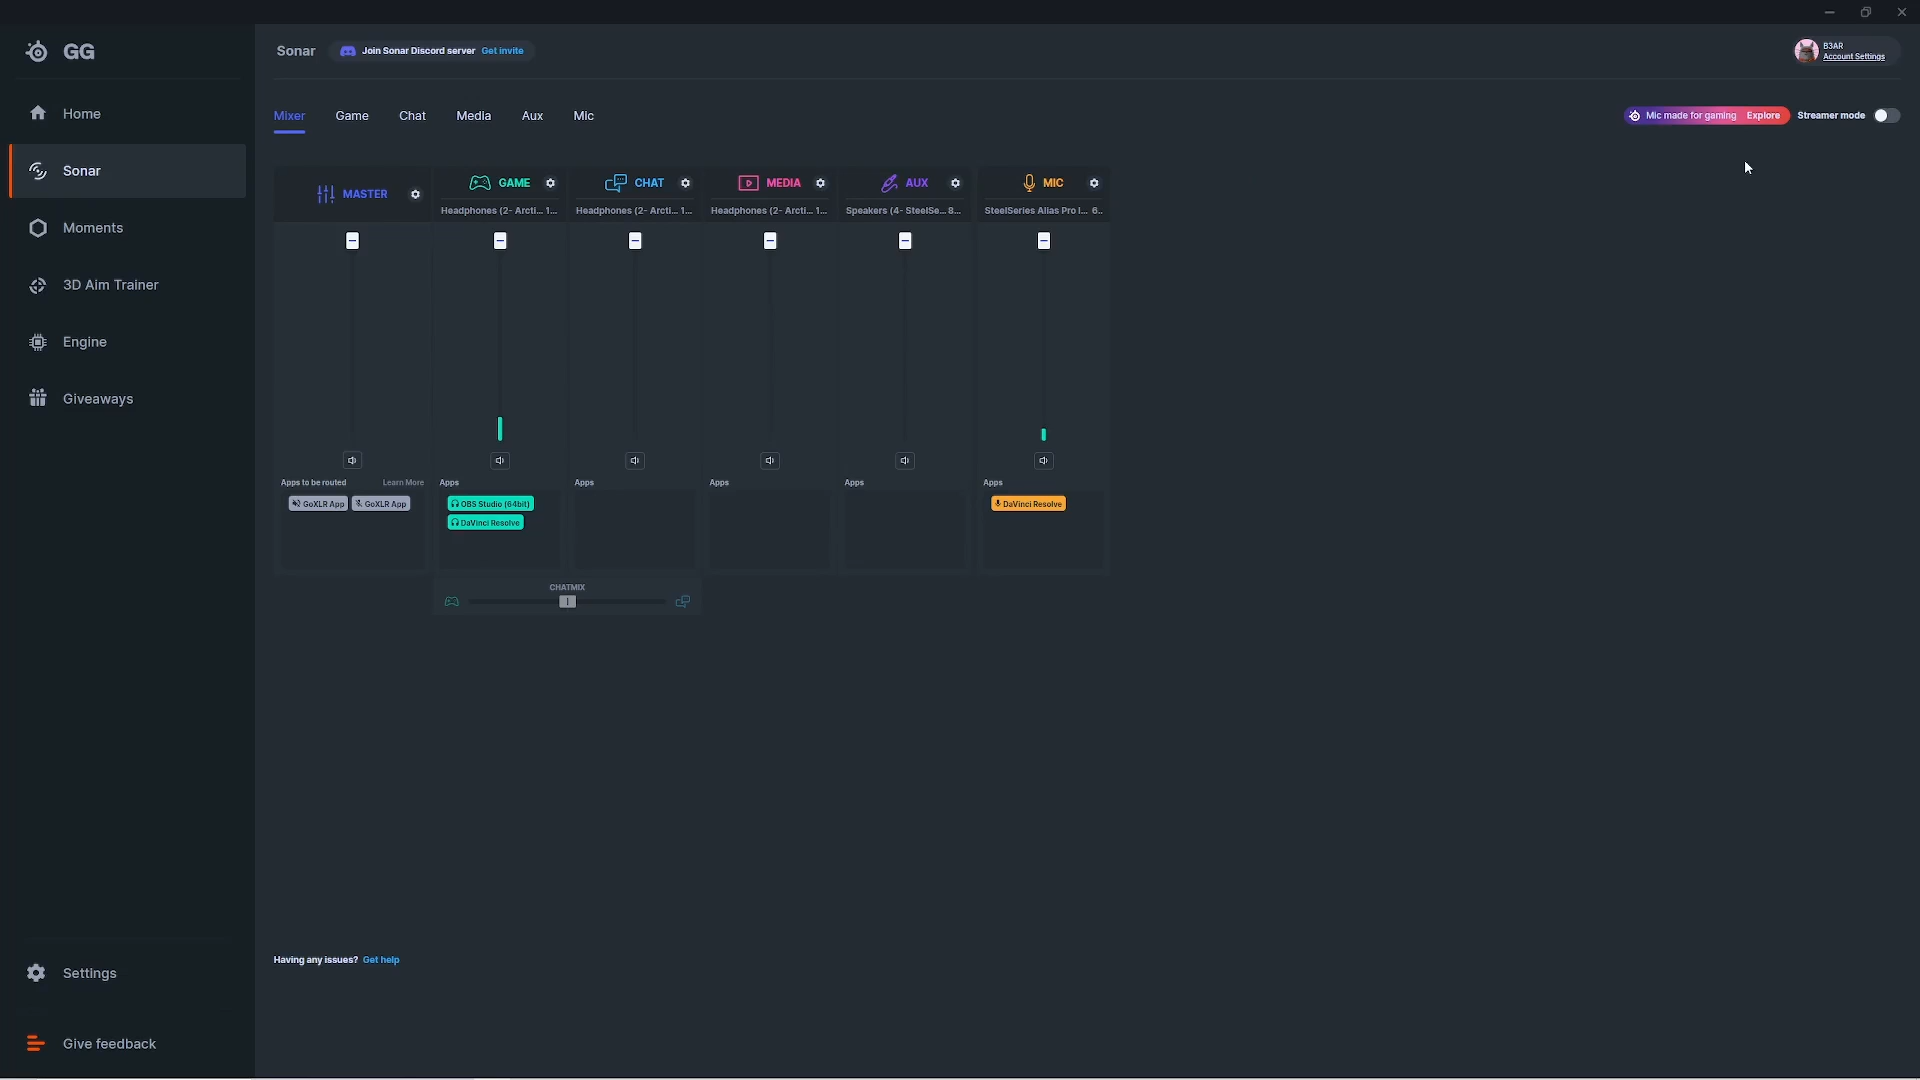 GG
Sonar
Join Sonar Discord server Get invite
B3AR
Account Settings
Home
Sonar
Moments
3D Aim Trainer
Engine
Giveaways
Settings
Give feedback
Mixer Game Chat Media Aux Mic
Mic made for gaming Explore Streamer mode
MASTER
GAME
Headphones (2- Arcti... 1...
CHAT
Headphones (2- Arcti... 1...
MEDIA
Headphones (2- Arcti... 1...
AUX
Speakers (4- SteelSe... 8...
MIC
SteelSeries Alias Pro I... 6..
Apps to be routed Learn More
GoXLR App GoXLR App
Apps
OBS Studio (64bit)
DaVinci Resolve
Apps
Apps
Apps
Apps
DaVinci Resolve
CHATMIX
Having any issues? Get help